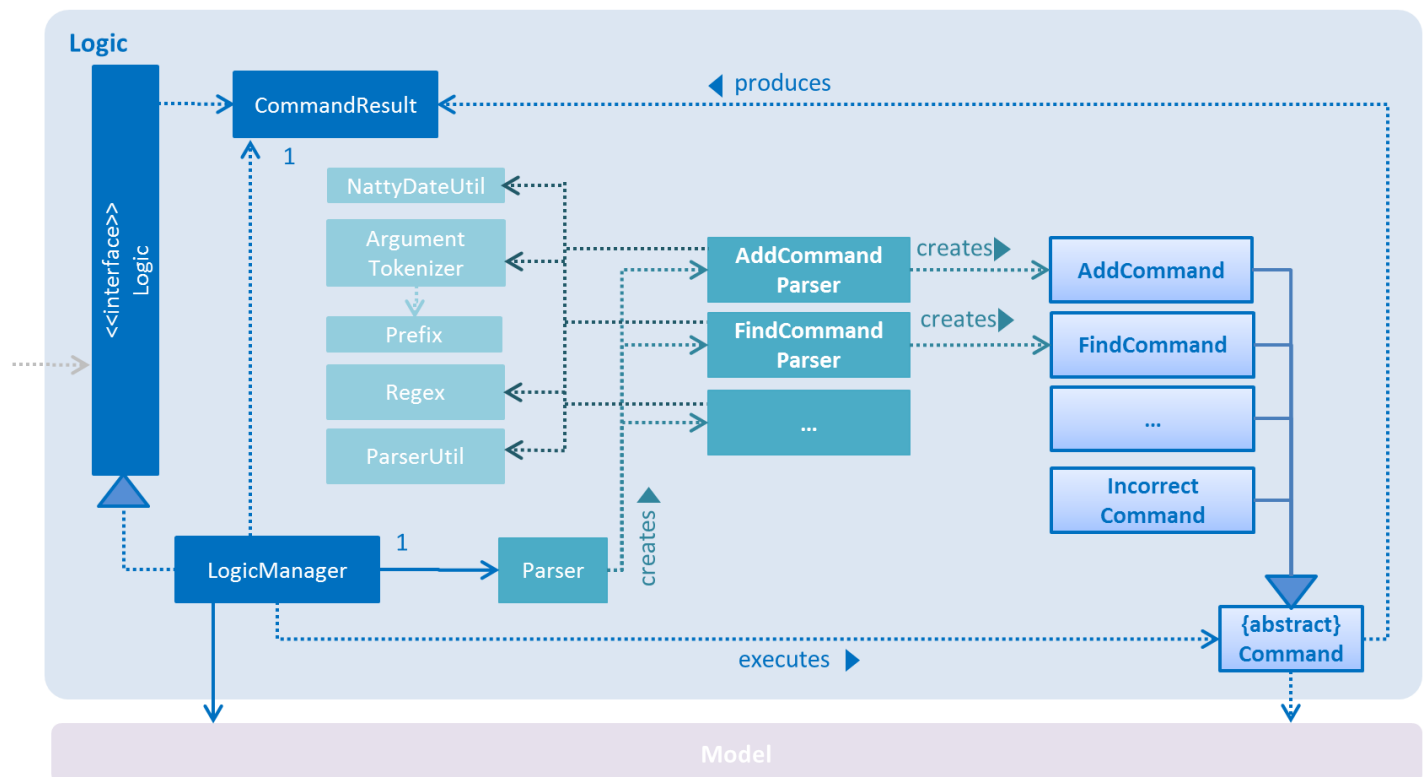 Logic
<<interface>>
Logic
CommandResult
produces
1
NattyDateUtil
Argument
Tokenizer
Prefix
Regex
ParserUtil
AddCommand
Parser
creates
AddCommand
FindCommand
Parser
creates
FindCommand
...
...
Incorrect
Command
LogicManager
1
Parser
creates
executes
{abstract}
Command
Model